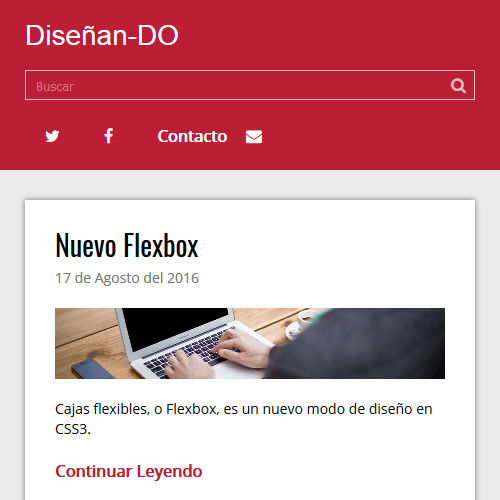 Diseñan-DO
Buscar
Contacto
Nuevo Flexbox
17 de Agosto del 2016
Cajas flexibles, o Flexbox, es un nuevo modo de diseño en
CSS3.
Continuar Leyendo